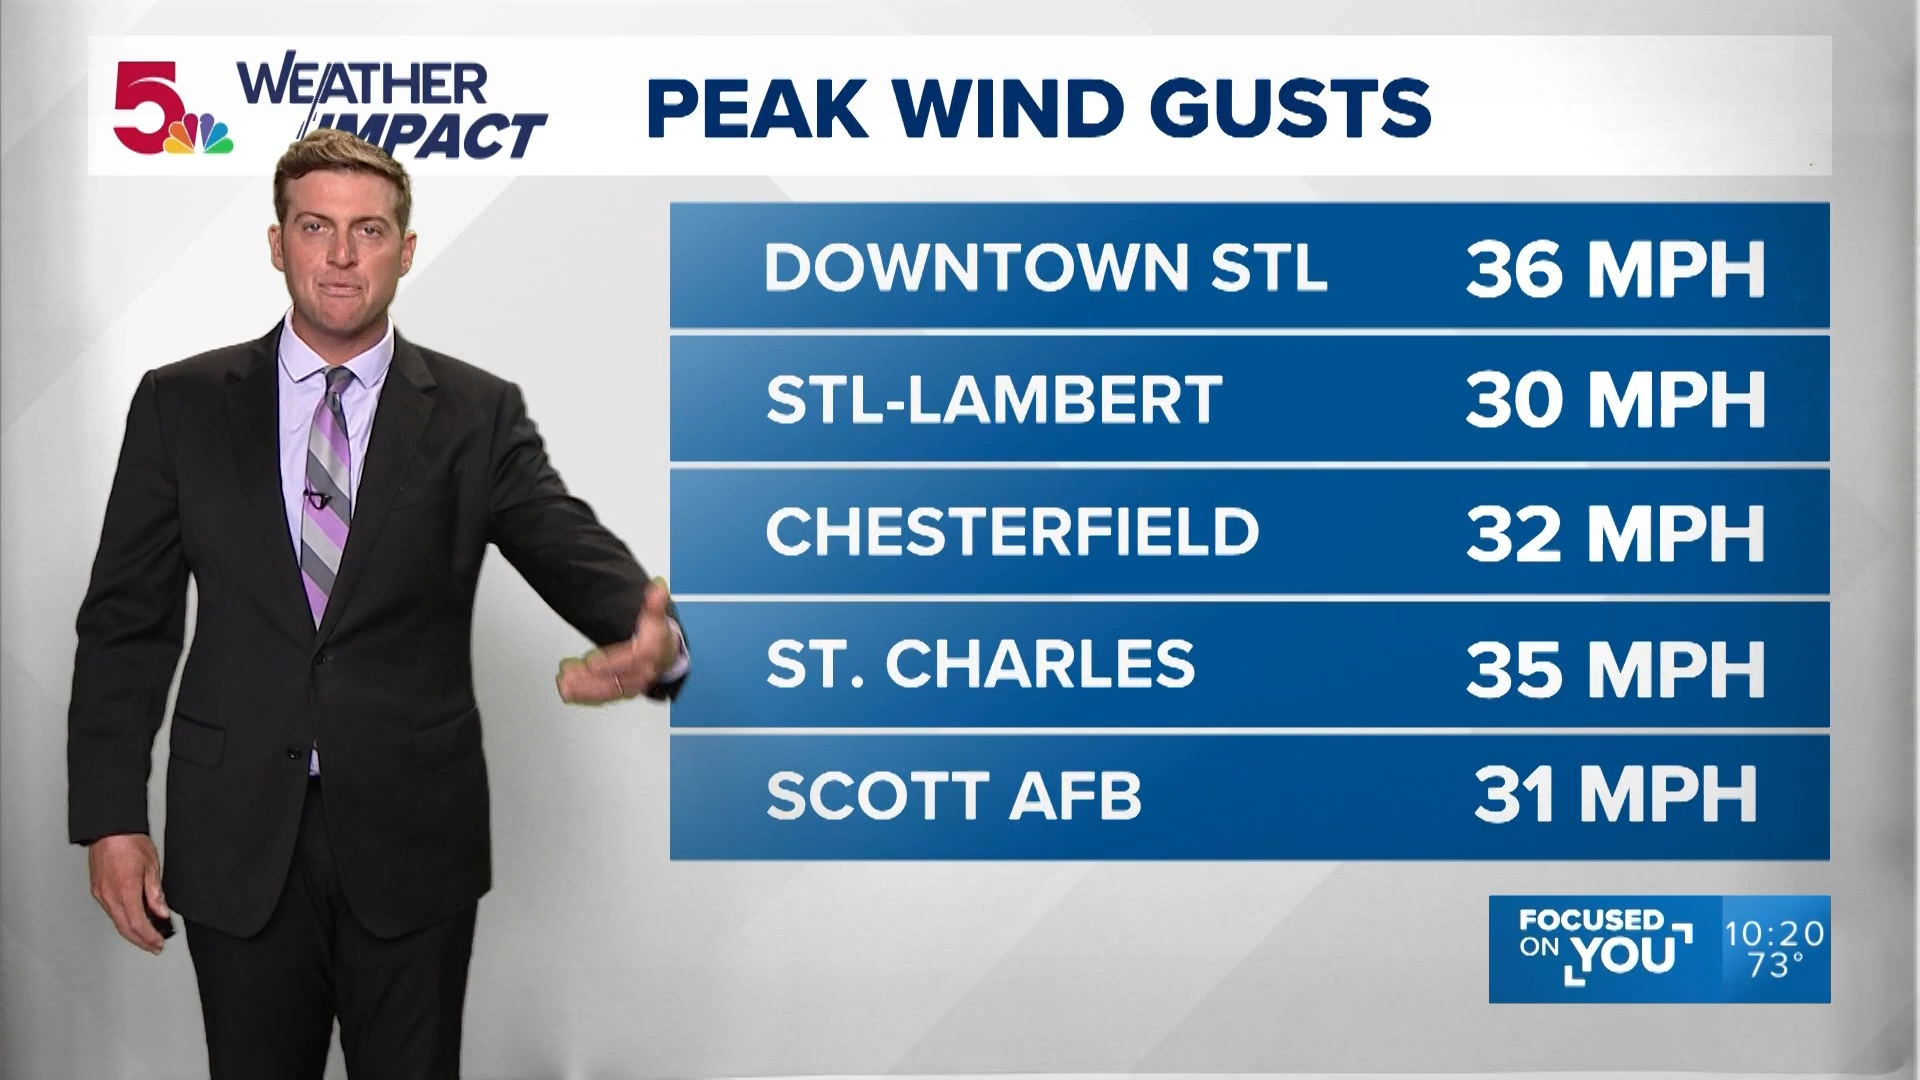 5 WEATHER
IMPACT
PEAK WIND GUSTS
DOWNTOWN STL 36 MPH
STL-LAMBERT 30 MPH
CHESTERFIELD 32 MPH
ST. CHARLES 35 MPH
SCOTT AFB 31 MPH
FOCUSED
ON YOU
10:20
73°